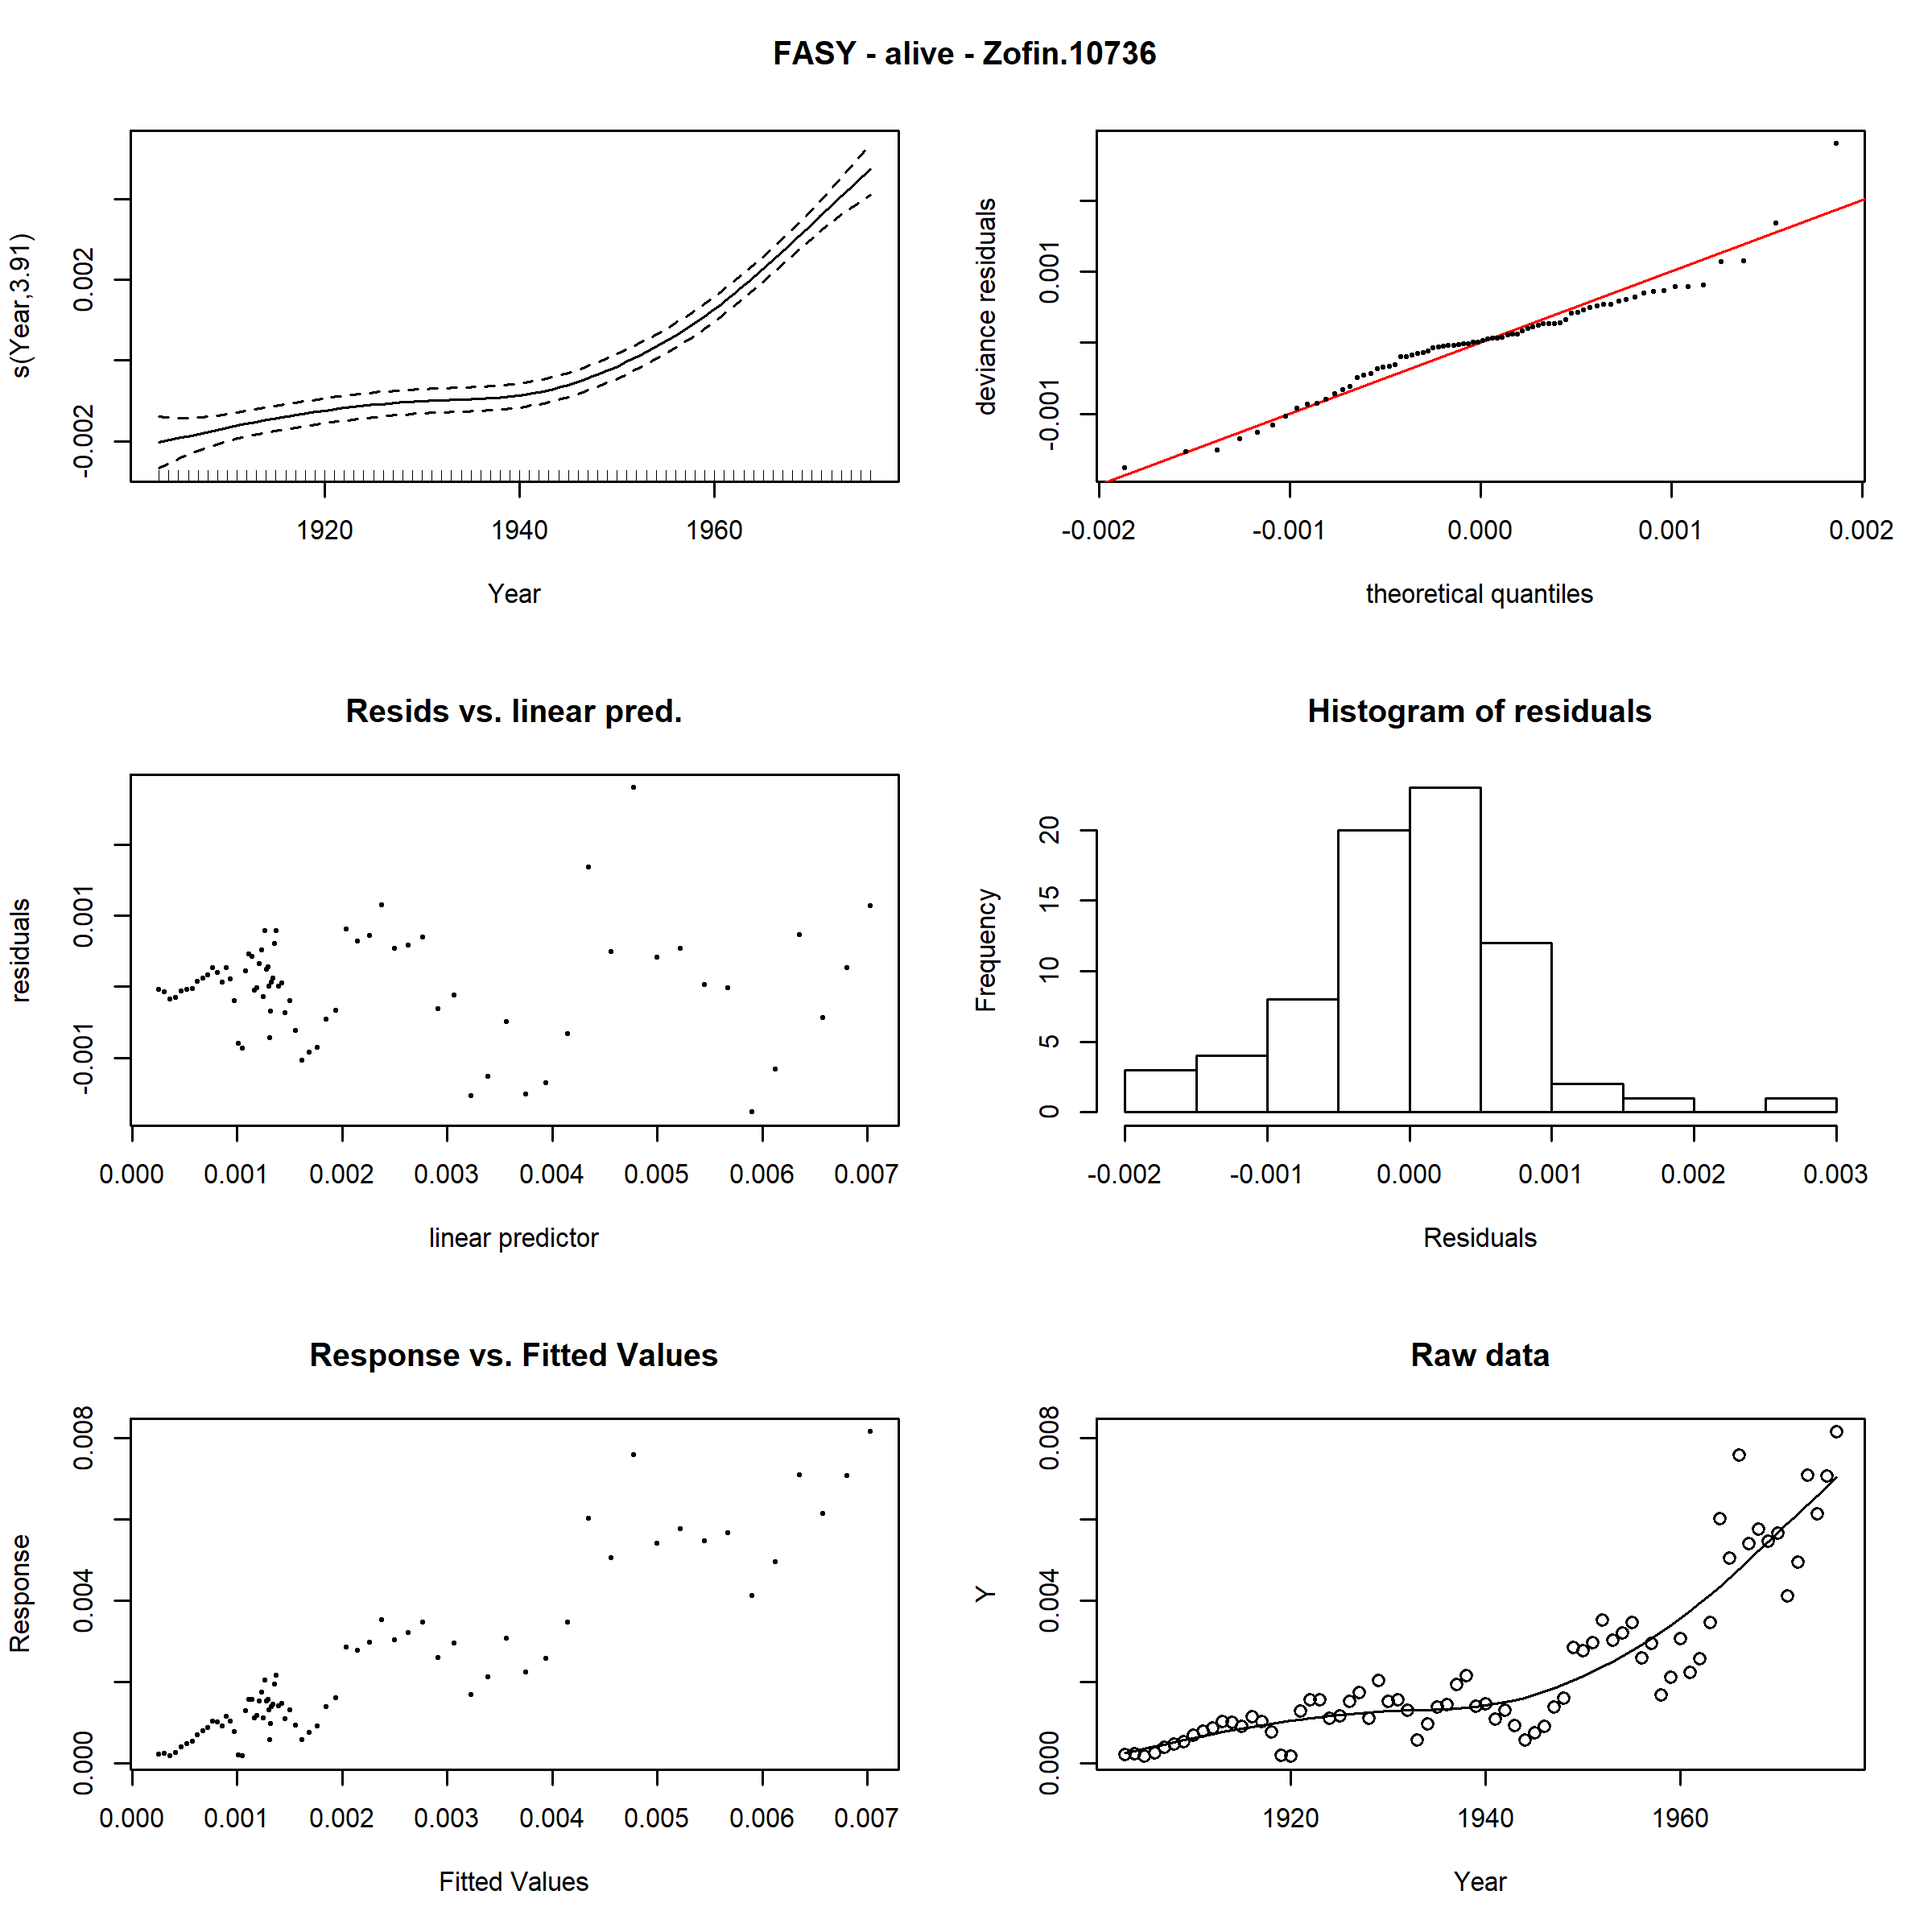 FASY - alive - Zofin.10736
s(Year,3.91)
-0.002 0.002
1920 1940 1960
Year
deviance residuals
-0.001 0.001
-0.002 -0.001 0.000 0.001 0.002
theoretical quantiles
Resids vs. linear pred.
residuals
-0.001 0.001
0.000 0.001 0.002 0.003 0.004 0.005 0.006 0.007
linear predictor
Histogram of residuals
Frequency
0 5 10 15 20
-0.002 -0.001 0.000 0.001 0.002 0.003
Residuals
Response vs. Fitted Values
Response
0.000 0.004 0.008
0.000 0.001 0.002 0.003 0.004 0.005 0.006 0.007
Fitted Values
Raw data
Y
0.000 0.004 0.008
1920 1940 1960
Year